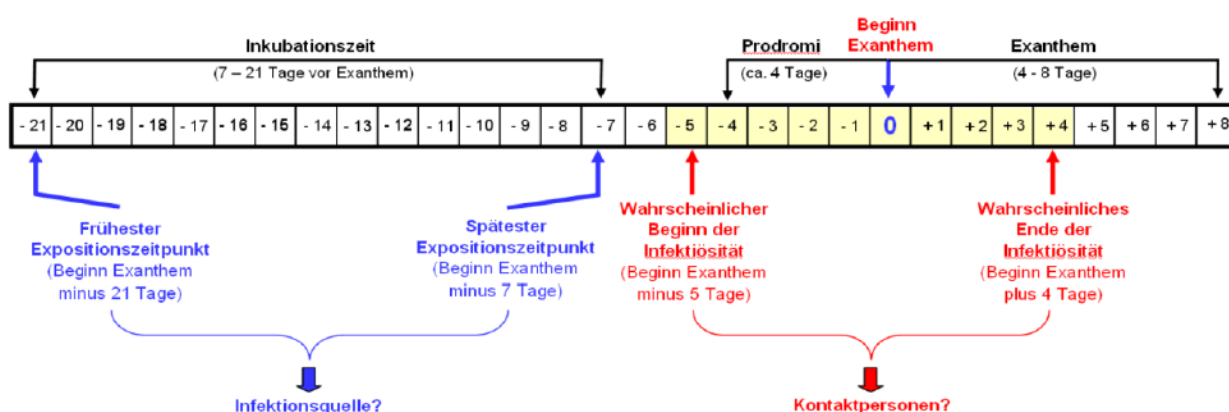 Inkubationszeit
(7 – 21 Tage vor Exanthem)
Prodromi
(ca. 4 Tage)
Beginn
Exanthem
Exanthem
(4 - 8 Tage)
- 21 - 20 - 19 - 18 - 17 - 16 - 15 - 14 - 13 - 12 - 11 - 10 - 9 - 8 - 7 - 6 - 5 - 4 - 3 - 2 - 1 0 + 1 + 2 + 3 + 4 + 5 + 6 + 7 + 8
Frühester
Expositionszeitpunkt
(Beginn Exanthem
minus 21 Tage)
Spätester
Expositionszeitpunkt
(Beginn Exanthem
minus 7 Tage)
Wahrscheinlicher
Beginn der
Infektiösität
(Beginn Exanthem
minus 5 Tage)
Wahrscheinliches
Ende der
Infektiösität
(Beginn Exanthem
plus 4 Tage)
Infektionsquelle?
Kontaktpersonen?